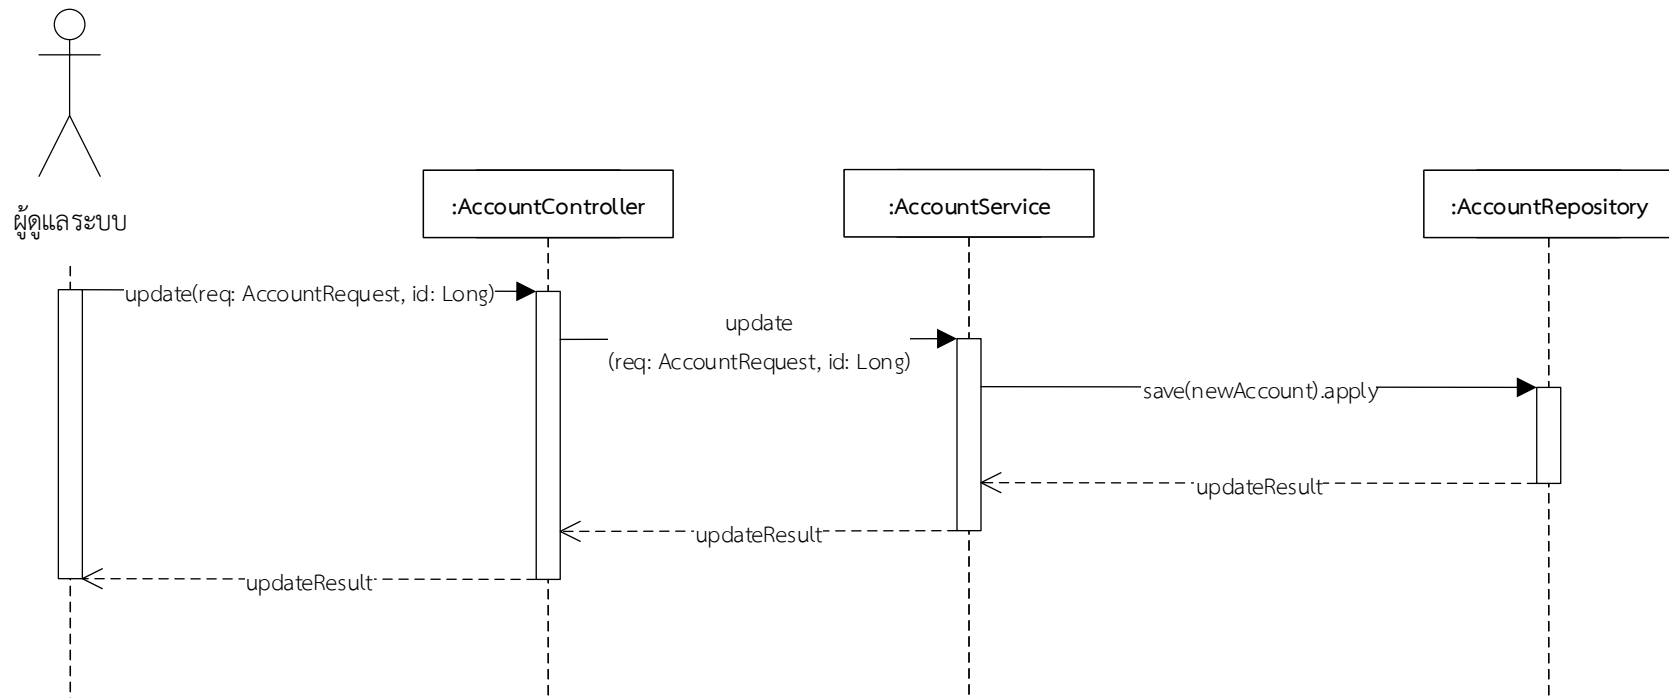 ผู้ดูแลระบบ
:AccountController
:AccountService
:AccountRepository
update(req: AccountRequest, id: Long)
update
(req: AccountRequest, id: Long)
save(newAccount).apply
updateResult
updateResult
updateResult